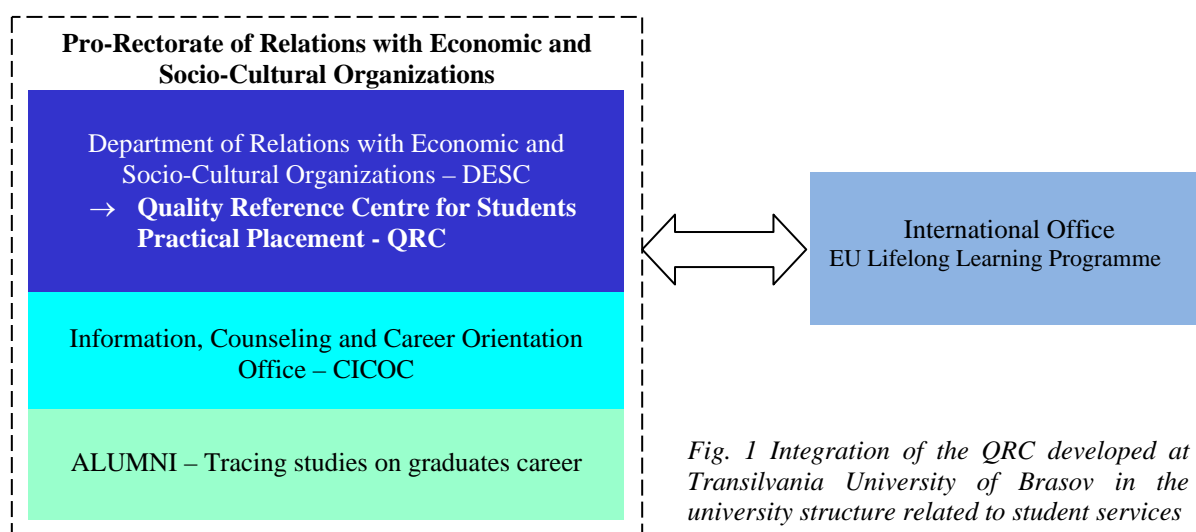 Pro-Rectorate of Relations with Economic and
Socio-Cultural Organizations
Department of Relations with Economic and
Socio-Cultural Organizations – DESC
→ Quality Reference Centre for Students
Practical Placement - QRC
Information, Counseling and Career Orientation
Office – CICOC
ALUMNI – Tracing studies on graduates career
International Office
EU Lifelong Learning Programme
Fig. 1 Integration of the QRC developed at
Transilvania University of Brasov in the
university structure related to student services